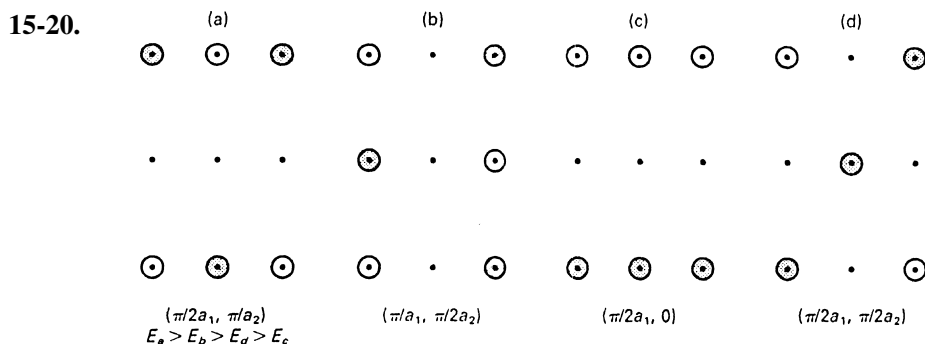 15-20.
(a) (b) (c) (d)
(π/2a₁, π/a₂) (π/a₁, π/2a₂) (π/2a₁, 0) (π/2a₁, π/2a₂)
Eₐ > E_b > E_d > E_c